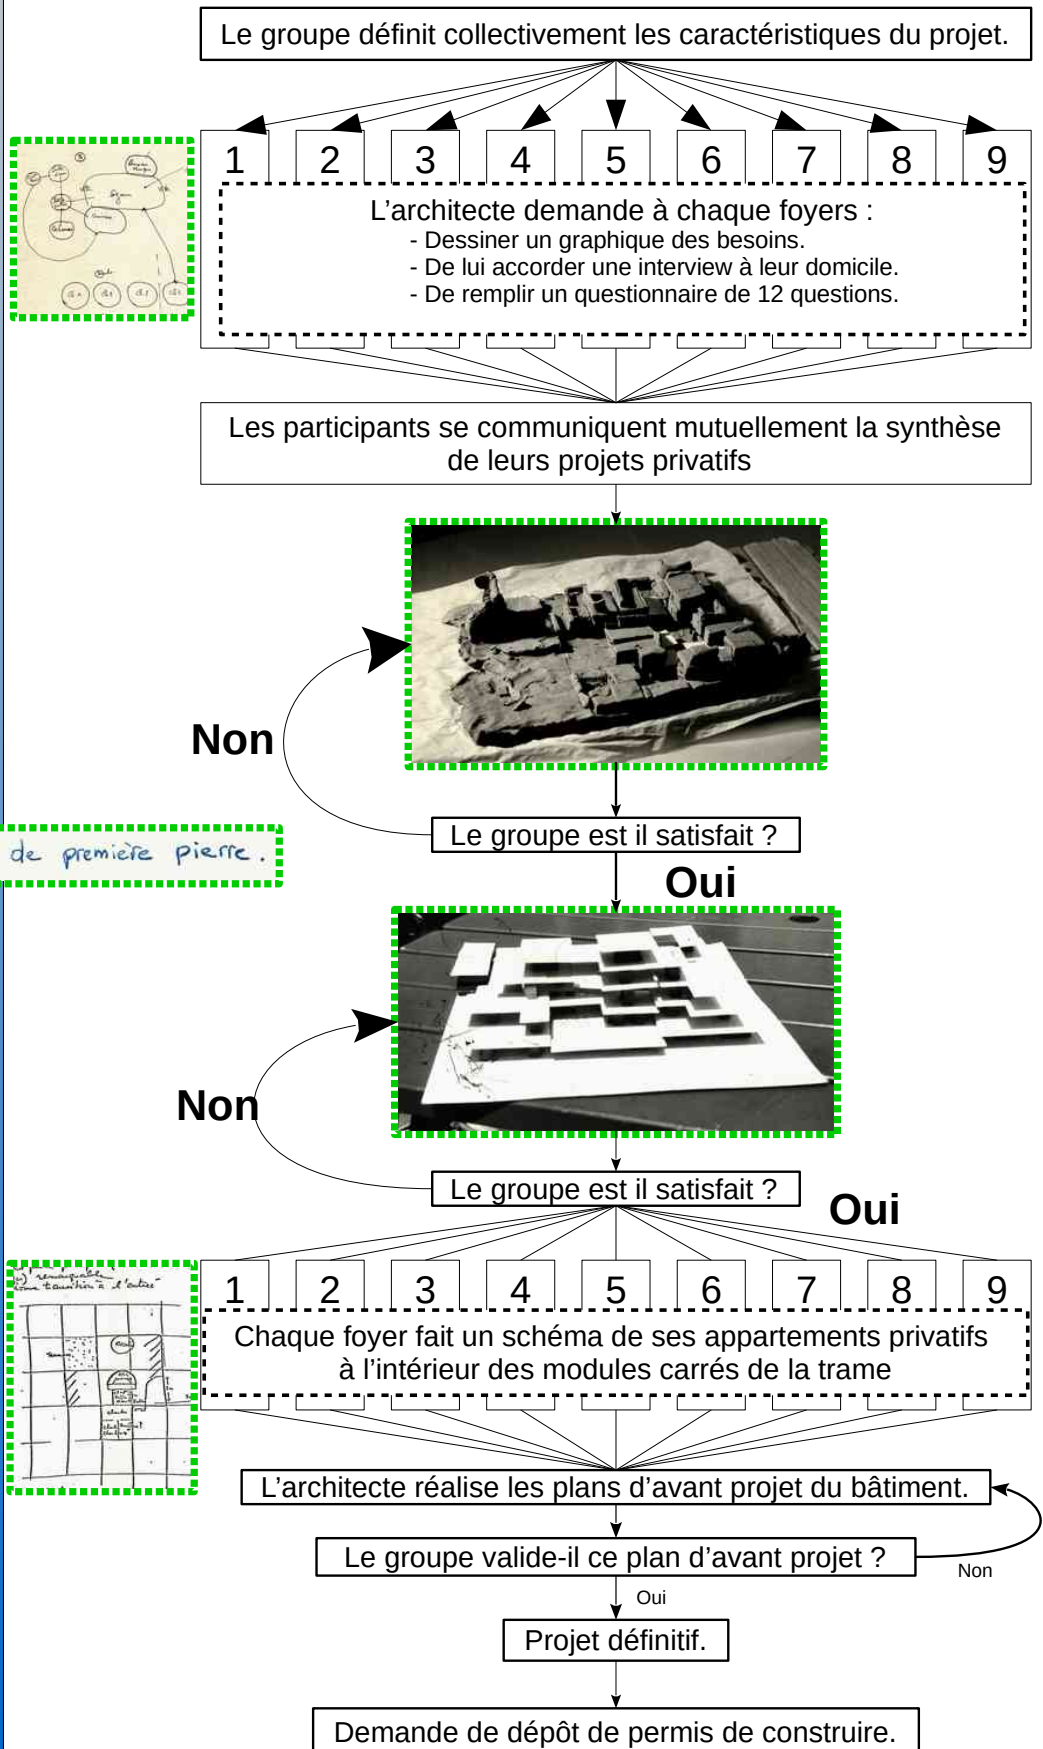 Le groupe définit collectivement les caractéristiques du projet.
1 2 3 4 5 6 7 8 9
L'architecte demande à chaque foyers :
- Dessiner un graphique des besoins.
- De lui accorder une interview à leur domicile.
- De remplir un questionnaire de 12 questions.
Les participants se communiquent mutuellement la synthèse
de leurs projets privatifs
Non
Le groupe est il satisfait ?
de première pierre.
Oui
Non
Le groupe est il satisfait ?
Oui
remarquable
transition à l'entrée
1 2 3 4 5 6 7 8 9
Chaque foyer fait un schéma de ses appartements privatifs
à l'intérieur des modules carrés de la trame
L'architecte réalise les plans d'avant projet du bâtiment.
Le groupe valide-il ce plan d'avant projet ?
Non
Oui
Projet définitif.
Demande de dépôt de permis de construire.